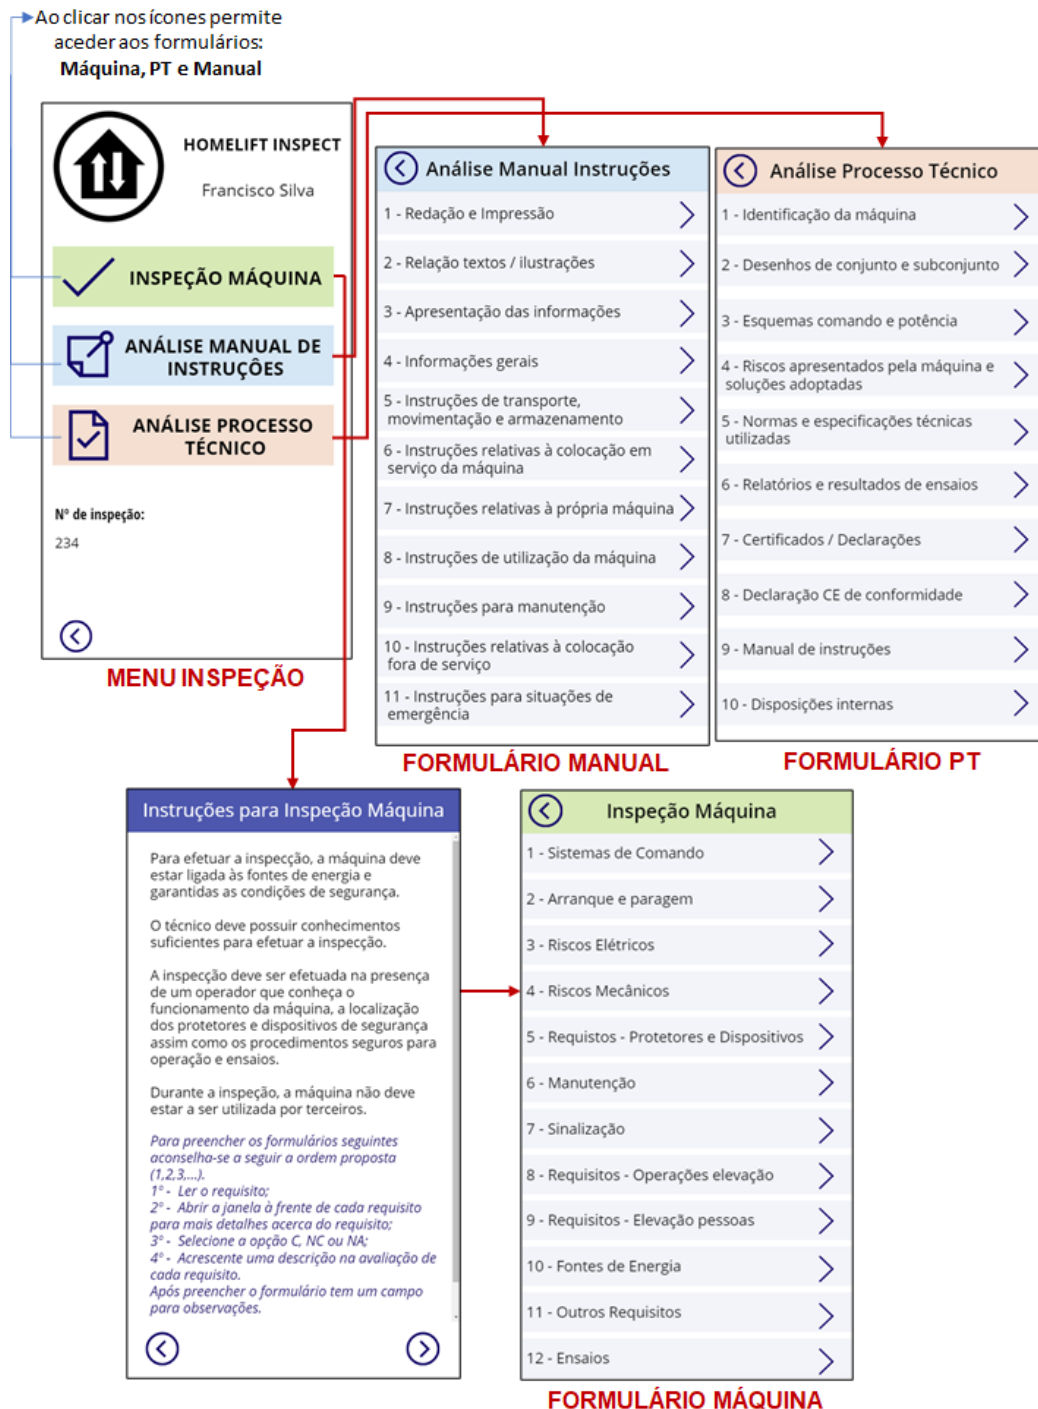 Ao clicar nos ícones permite
aceder aos formulários:
Máquina, PT e Manual
HOMELIFT INSPECT
Francisco Silva
INSPEÇÃO MÁQUINA
ANÁLISE MANUAL DE
INSTRUÇÔES
ANÁLISE PROCESSO
TÉCNICO
Nº de inspeção:
234
MENU INSPEÇÃO
Análise Manual Instruções
1 - Redação e Impressão
2 - Relação textos / ilustrações
3 - Apresentação das informações
4 - Informações gerais
5 - Instruções de transporte,
movimentação e armazenamento
6 - Instruções relativas à colocação em
serviço da máquina
7 - Instruções relativas à própria máquina
8 - Instruções de utilização da máquina
9 - Instruções para manutenção
10 - Instruções relativas à colocação
fora de serviço
11 - Instruções para situações de
emergência
FORMULÁRIO MANUAL
Análise Processo Técnico
1 - Identificação da máquina
2 - Desenhos de conjunto e subconjunto
3 - Esquemas comando e potência
4 - Riscos apresentados pela máquina e
soluções adoptadas
5 - Normas e especificações técnicas
utilizadas
6 - Relatórios e resultados de ensaios
7 - Certificados / Declarações
8 - Declaração CE de conformidade
9 - Manual de instruções
10 - Disposições internas
FORMULÁRIO PT
Instruções para Inspeção Máquina
Para efetuar a inspecção, a máquina deve
estar ligada às fontes de energia e
garantidas as condições de segurança.
O técnico deve possuir conhecimentos
suficientes para efetuar a inspecção.
A inspecção deve ser efetuada na presença
de um operador que conheça o
funcionamento da máquina, a localização
dos protetores e dispositivos de segurança
assim como os procedimentos seguros para
operação e ensaios.
Durante a inspeção, a máquina não deve
estar a ser utilizada por terceiros.
Para preencher os formulários seguintes
aconselha-se a seguir a ordem proposta
(1,2,3,...).
1º - Ler o requisito;
2º - Abrir a janela à frente de cada requisito
para mais detalhes acerca do requisito;
3º - Selecione a opção C, NC ou NA;
4º - Acrescente uma descrição na avaliação de
cada requisito.
Após preencher o formulário tem um campo
para observações.
Inspeção Máquina
1 - Sistemas de Comando
2 - Arranque e paragem
3 - Riscos Elétricos
4 - Riscos Mecânicos
5 - Requistos - Protetores e Dispositivos
6 - Manutenção
7 - Sinalização
8 - Requisitos - Operações elevação
9 - Requisitos - Elevação pessoas
10 - Fontes de Energia
11 - Outros Requisitos
12 - Ensaios
FORMULÁRIO MÁQUINA